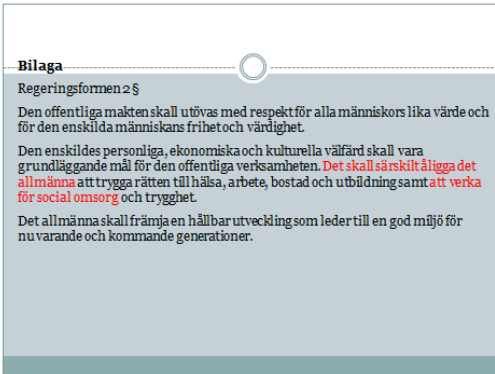 Bilaga
Regeringsformen 2 §
Den offentliga makten skall utövas med respekt för alla människors lika värde och
för den enskilda människans frihet och värdighet.
Den enskildes personliga, ekonomiska och kulturella välfärd skall vara
grundläggande mål för den offentliga verksamheten. Det skall särskilt åligga det
allmänna att trygga rätten till hälsa, arbete, bostad och utbildning samt att verka
för social omsorg och trygghet.
Det allmänna skall främja en hållbar utveckling som leder till en god miljö för
nuvarande och kommande generationer.